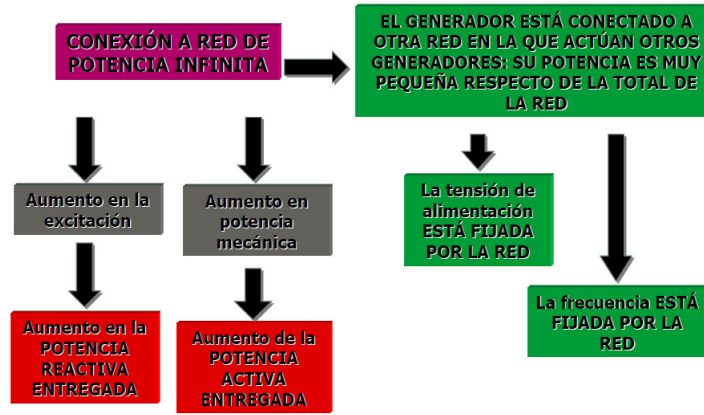 CONEXIÓN A RED DE
POTENCIA INFINITA
EL GENERADOR ESTÁ CONECTADO A
OTRA RED EN LA QUE ACTÚAN OTROS
GENERADORES: SU POTENCIA ES MUY
PEQUEÑA RESPECTO DE LA TOTAL DE
LA RED
Aumento en la
excitación
Aumento en
potencia
mecánica
La tensión de
alimentación
ESTÁ FIJADA
POR LA RED
La frecuencia ESTÁ
FIJADA POR LA
RED
Aumento en la
POTENCIA
REACTIVA
ENTREGADA
Aumento de la
POTENCIA
ACTIVA
ENTREGADA